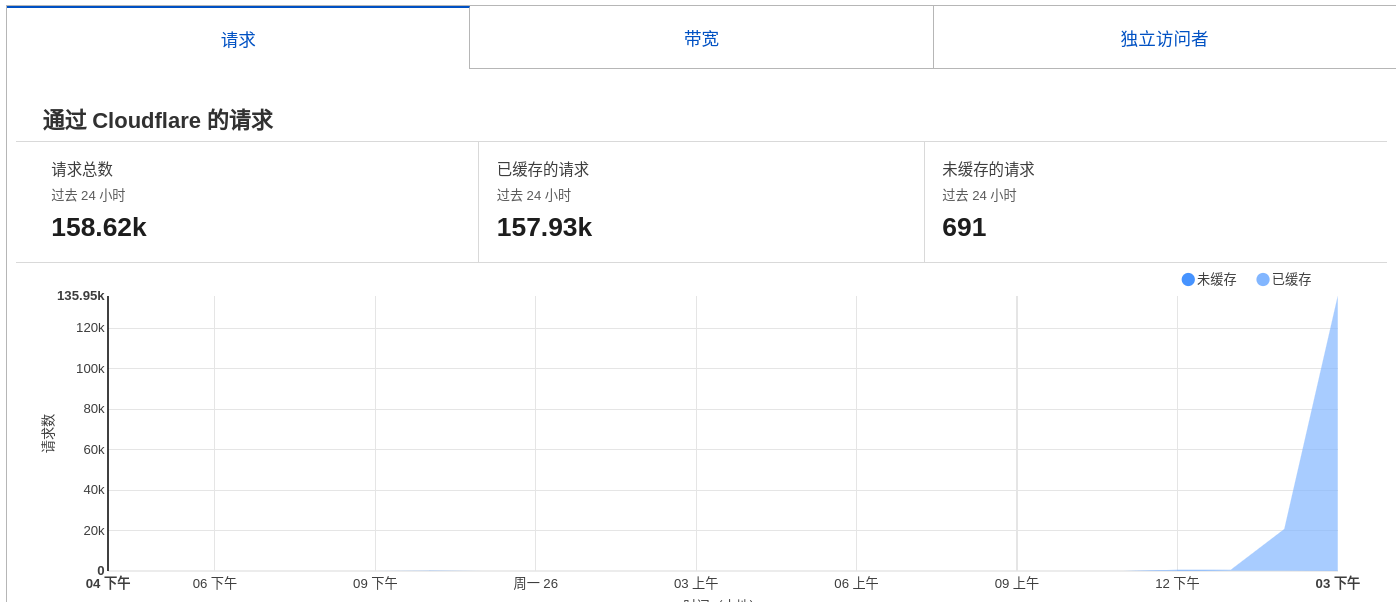 请求
带宽
独立访问者
通过 Cloudflare 的请求
请求总数
过去 24 小时
158.62k
已缓存的请求
过去 24 小时
157.93k
未缓存的请求
过去 24 小时
691
未缓存
已缓存
135.95k
120k
100k
80k
60k
40k
20k
0
请求数
04 下午
06 下午
09 下午
周一 26
03 上午
06 上午
09 上午
12 下午
03 下午